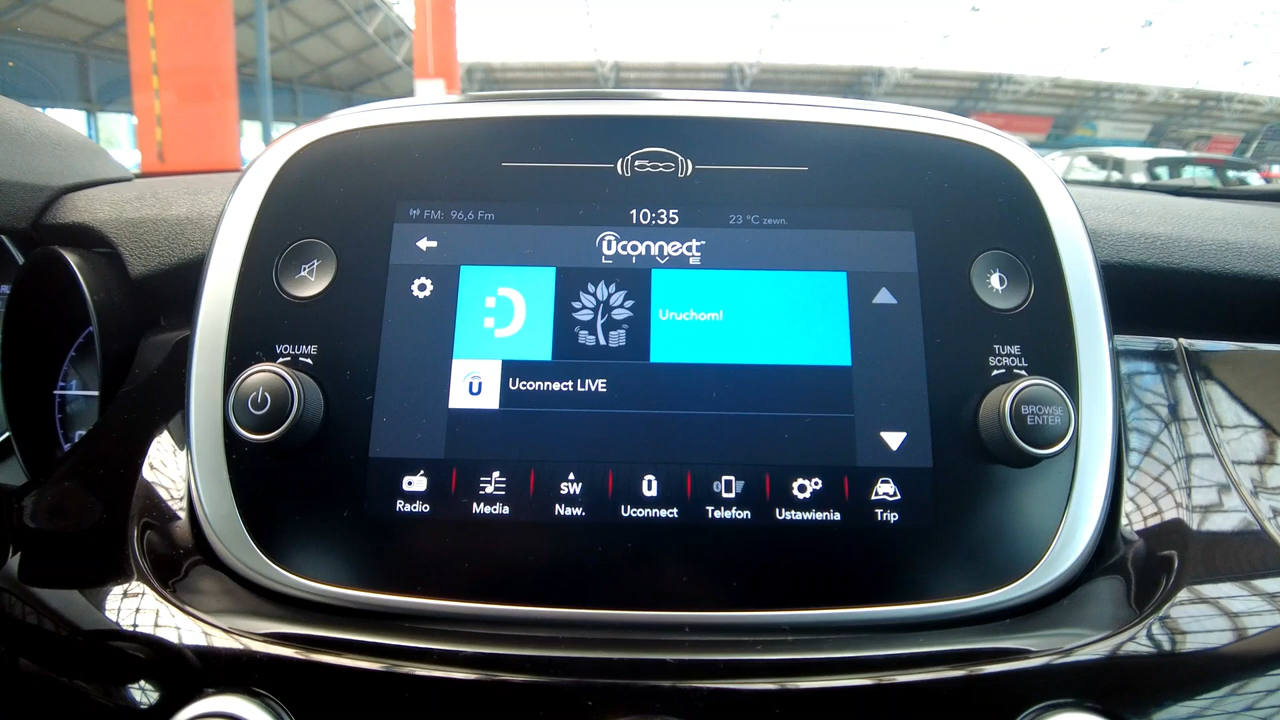 500
FM: 96,6 Fm
10:35
23 °C zewn.
uconnect
LIVE
Uruchom!
Uconnect LIVE
VOLUME
TUNE
SCROLL
BROWSE
ENTER
SW
Radio
Media
Naw.
Uconnect
Telefon
Ustawienia
Trip